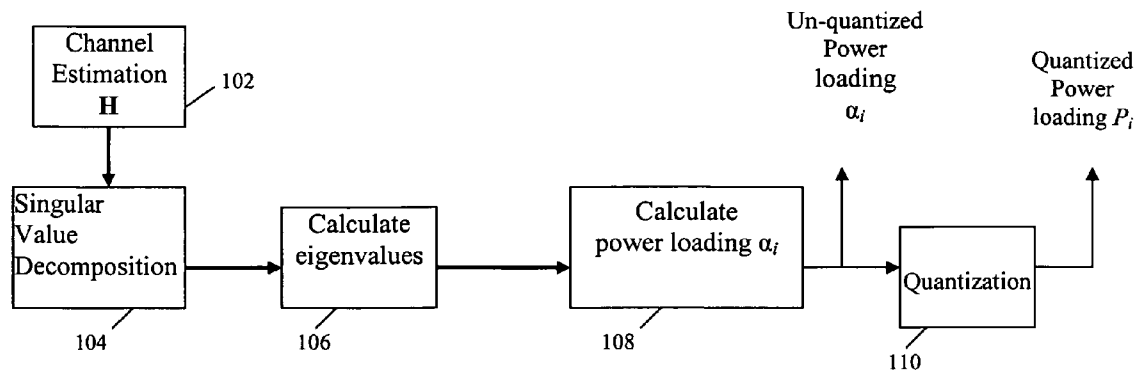 Channel
Estimation
H
102
Un-quantized
Power
loading
αi
Quantized
Power
loading Pi
Singular
Value
Decomposition
104
Calculate
eigenvalues
106
Calculate
power loading αi
108
Quantization
110